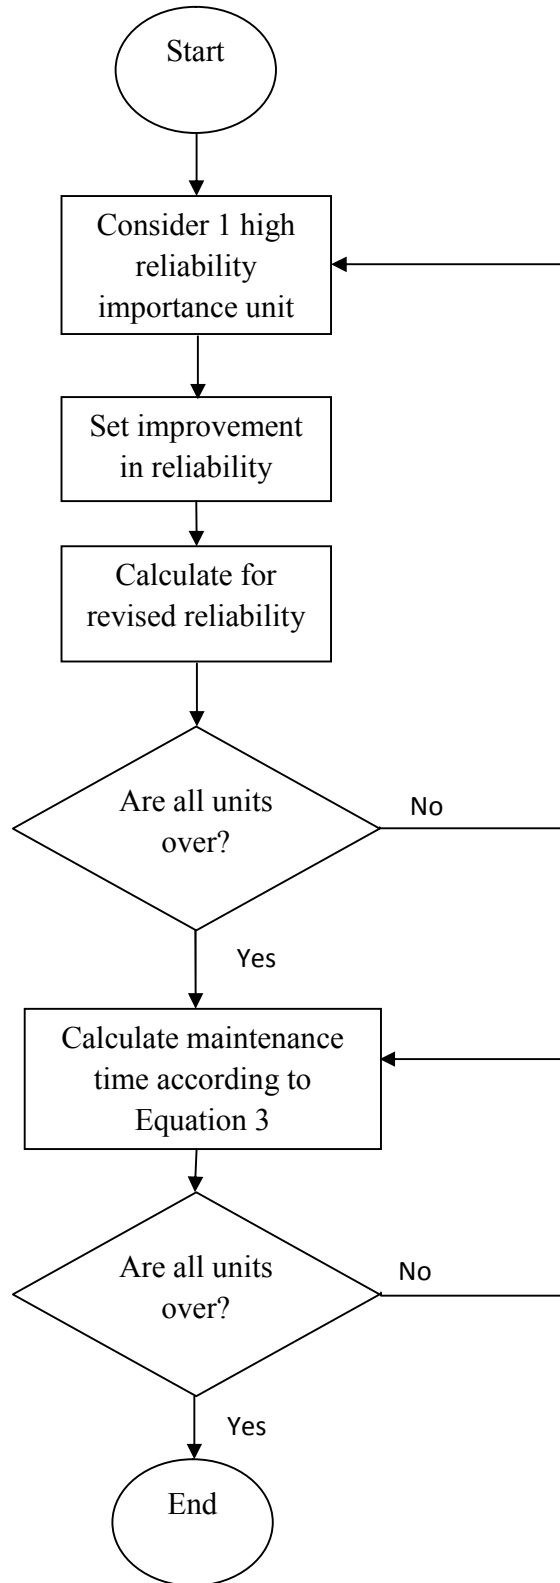 Start
Consider 1 high
reliability
importance unit
Set improvement
in reliability
Calculate for
revised reliability
Are all units
over?
No
Yes
Calculate maintenance
time according to
Equation 3
Are all units
over?
No
Yes
End